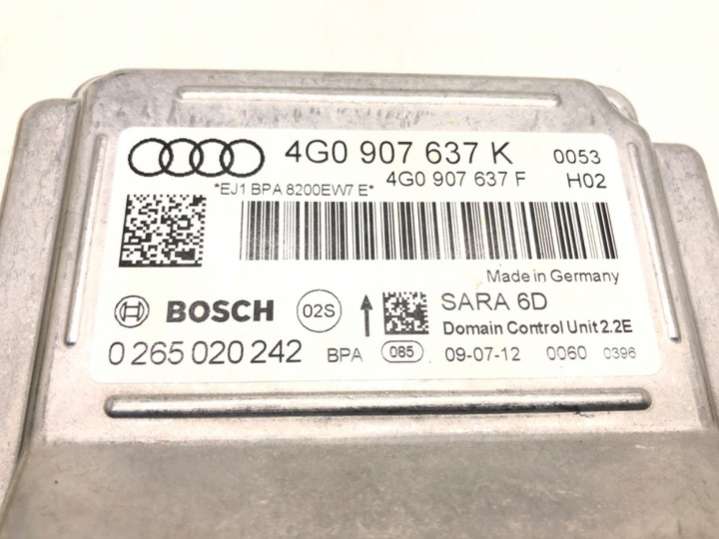 4G0 907 637 K 0053
*EJ1 BPA 8200EW7 E* 4G0 907 637 F H02
Made in Germany
BOSCH 02S SARA 6D
Domain Control Unit 2.2E
0 265 020 242 BPA 085 09-07-12 0060 0396